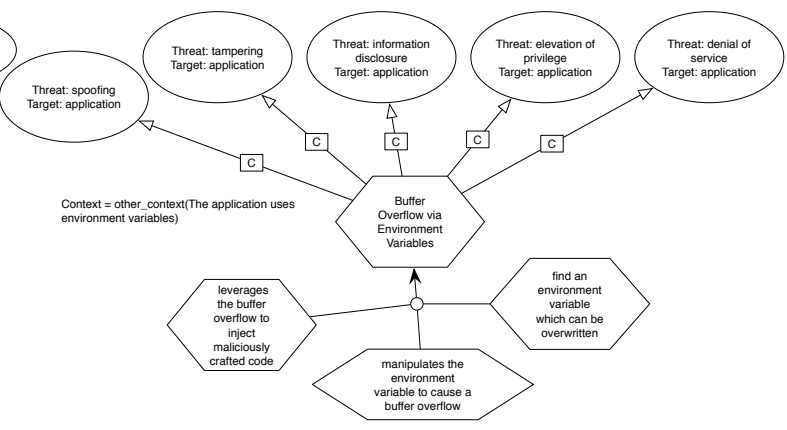 Threat: tampering
Target: application
Threat: information
disclosure
Target: application
Threat: elevation of
privilege
Target: application
Threat: denial of
service
Target: application
Threat: spoofing
Target: application
C
C
C
C
C
Context = other_context(The application uses
environment variables)
Buffer
Overflow via
Environment
Variables
leverages
the buffer
overflow to
inject
maliciously
crafted code
find an
environment
variable
which can be
overwritten
manipulates the
environment
variable to cause a
buffer overflow